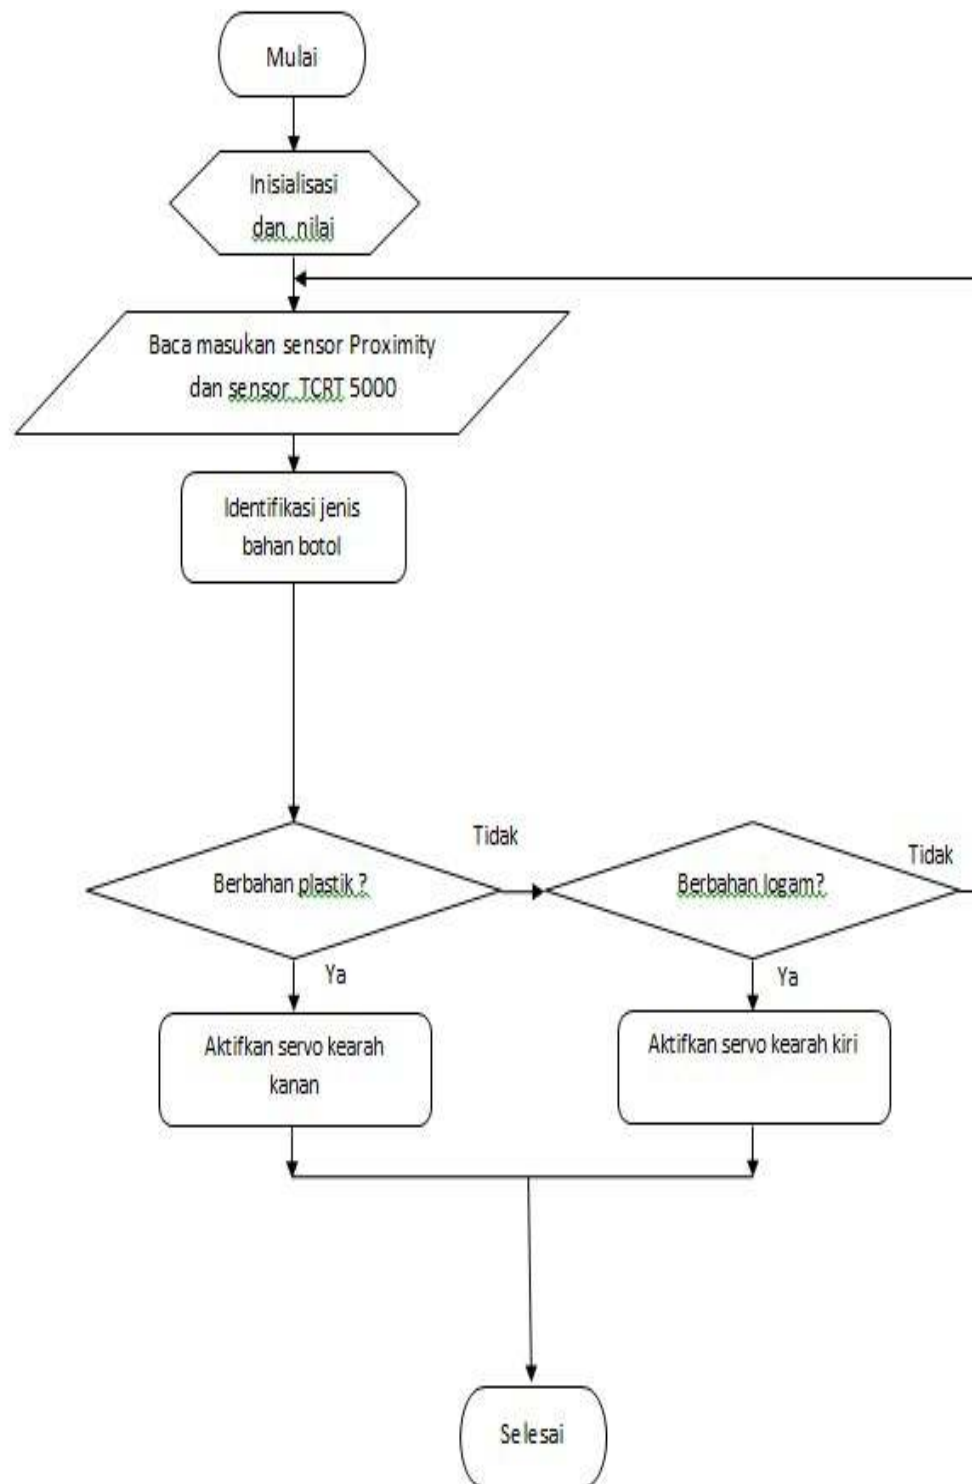 Mulai
Inisialisasi
dan nilai
Baca masukan sensor Proximity
dan sensor TCRT 5000
Identifikasi jenis
bahan botol
Berbahan plastik ?
Tidak
Berbahan logam?
Tidak
Ya
Ya
Aktifkan servo kearah
kanan
Aktifkan servo kearah kiri
Selesai